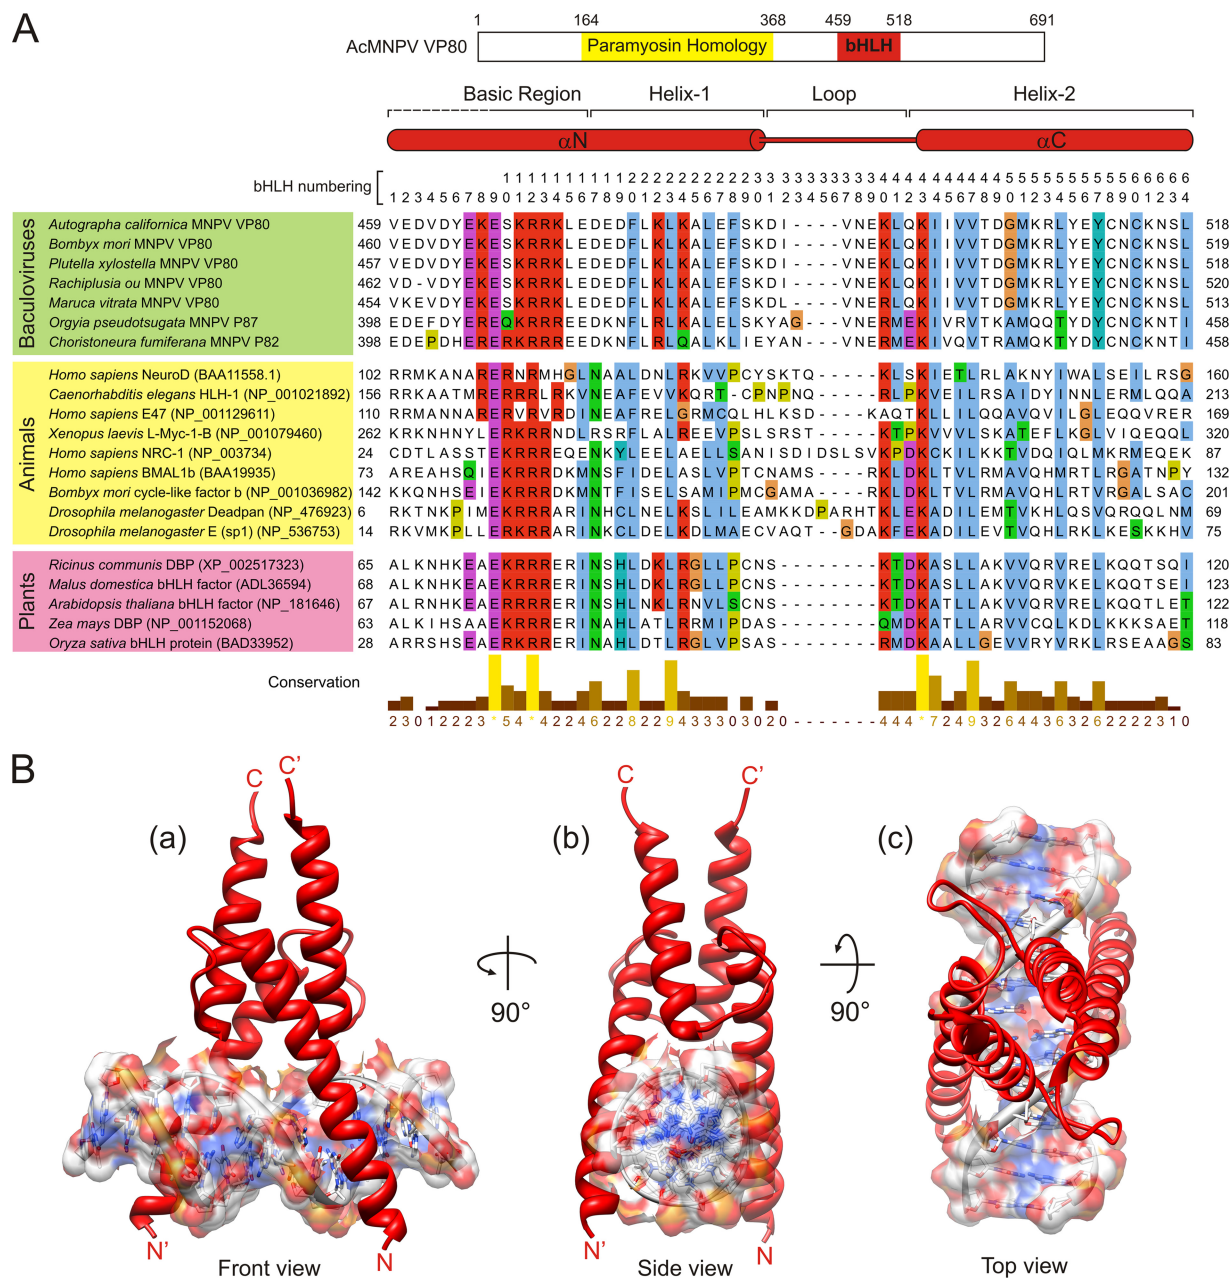 A
1 164 368 459 518 691
AcMNPV VP80 Paramyosin Homology bHLH
Basic Region Helix-1 Loop Helix-2
αN αC
bHLH numbering
Baculoviruses
Autographa californica MNPV VP80 459 VEDVDYEKESKRRKLEDEDFLKLKALEFSKDI----VNEKLQKIIVVTDGMKRLYEYCNCKNSL 518
Bombyx mori MNPV VP80 460 VEDVDYEKESKRRKLEDEDFLKLKALEFSKDI----VNEKLQKIIVVTDGMKRLYEYCNCKNSL 519
Plutella xylostella MNPV VP80 457 VEDVDYEKESKRRKLEDEDFLKLKALEFSKDI----VNEKLQKIIVVTDGMKRLYEYCNCKNSL 518
Rachiplusia ou MNPV VP80 462 VD-VDYEKESKRRKLEDEDFLKLKALEFSKDI----VNEKLQKIIVVTDGMKRLYEYCNCKNSL 520
Maruca vitrata MNPV VP80 454 VKEVDYEKESKRRKLEDEDFLKLKALEFSKDL----VNERLQKIIVVTDGMKRLYEYCNCKNSL 513
Orgyia pseudotsugata MNPV P87 398 EDEFDYEREQKRRREEDKNFLRLKALELSKYAG---VNERMEKIVRVTKAMQQTYDYCNCKNTI 458
Choristoneura fumiferana MNPV P82 398 EDEPDHERERKRRREEDKNFLRLQALKLIEYAN---VNERMEKIVQVTRAMQKTYDYCNCKNTI 458
Animals
Homo sapiens NeuroD (BAA11558.1) 102 RRMKANARERNRMHGLNAALDNLRKVVPCYSKTQ-----KLSKIETLRLAKNYIWALSEILRSG 160
Caenorhabditis elegans HLH-1 (NP_001021892) 156 RRKAATMRERRRLRKVNEAFEVVKQRT-CPNPNQ-----RLPKVEILRSAIDYINNLERMLQQA 213
Homo sapiens E47 (NP_001129611) 110 RRMANNARERVRVRDINEAFRELGRMCQLHLKSD----KAQTKLLILQQAVQVILGLEQQVRER 169
Xenopus laevis L-Myc-1-B (NP_001079460) 262 KRKNHNYLERKRRNDLRSRFLALREEVPSLSRST-----KTPKVVVLSKATEFLKGLVIQEQQL 320
Homo sapiens NRC-1 (NP_003734) 24 CDTLASSTEKRRREQENKYLEELAELLSANISDIDSLSVKPDKCKILKKTVDQIQLMKRMEQEK 87
Homo sapiens BMAL1b (BAA19935) 73 AREAHSQIEKRRRDKMNSFIDELASLVPTCNAMS-----RKLDKLTVLRMAVQHMRTLRGATNPY 132
Bombyx mori cycle-like factor b (NP_001036982) 142 KKQNHSEIEKRRRDKMNTFISELSAMIPMCGAMA----RKLDKLTVLRMAVQHLRTVRGALSAC 201
Drosophila melanogaster Deadpan (NP_476923) 6 RKTNKPIMEKRRRARINHCLNELKSLILEAMKKDPARHTKLEKADILEMTVKHLQSVQRQQLNM 69
Drosophila melanogaster E (sp1) (NP_536753) 14 RKVMKPLLERKRRARINKCLDELKDLMAECVAQT--GDAKFEKADILEVTVQHLRKLKESKKHV 75
Plants
Ricinus communis DBP (XP_002517323) 65 ALKNHKEAEKRRRERINSHLDKLRGLLPCNS-------KTDKASLLAKVVQRVRELKQQTSQI 120
Malus domestica bHLH factor (ADL36594) 68 ALKNHKEAEKRRRERINSHLDKLRGLLPCNS-------KTDKASLLAKVVQRVRELKQQTSEI 123
Arabidopsis thaliana bHLH factor (NP_181646) 67 ALRNHKEAERRRRERINSHLNKLRNVLSCNS-------KTDKATLLAKVVQRVRELKQQTLET 122
Zea mays DBP (NP_001152068) 63 ALKIHSAAERRRRERINAHLATLRRMIPDAS-------QMDKATLLARVVCQLKDLKKKSAET 118
Oryza sativa bHLH protein (BAD33952) 28 ARRSHSEAERKRRERINAHLDTLRGLVPSAS-------RMDKAALLGEVVRYVRKLRSEAAGS 83
Conservation
B
(a) C C' N' N Front view
90°
(b) C C' N' N Side view
90°
(c) Top view